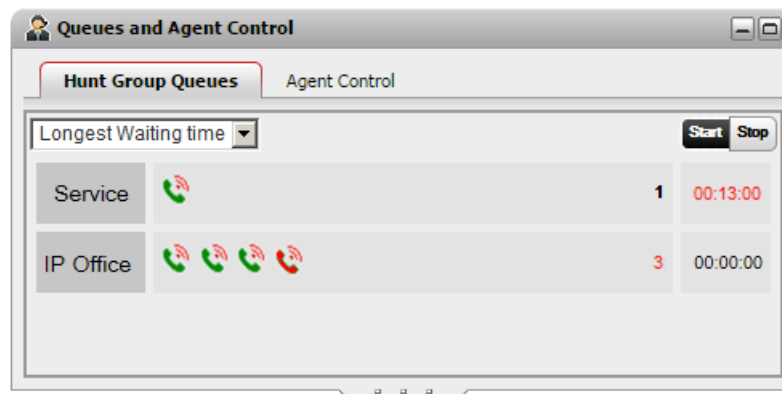 Queues and Agent Control
Hunt Group Queues Agent Control
Longest Waiting time Start Stop
Service 1 00:13:00
IP Office 3 00:00:00